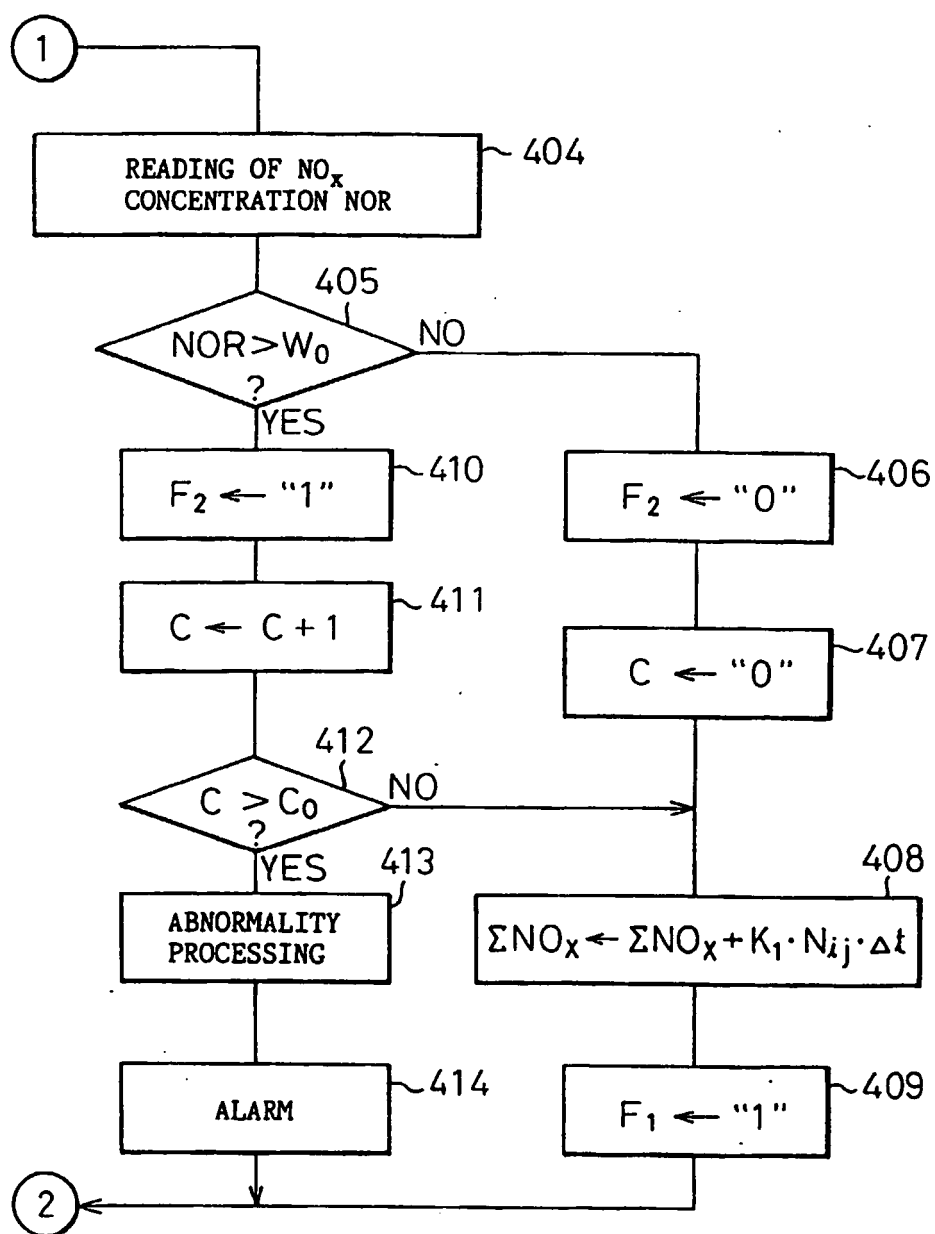 1
READING OF NOx
CONCENTRATION NOR
404
405
NOR > W0
?
NO
YES
F2 ← “1”
410
F2 ← “0”
406
C ← C + 1
411
C ← “0”
407
412
C > C0
?
NO
YES
413
ABNORMALITY
PROCESSING
408
ΣNOx ← ΣNOx + K1 · Nij · Δt
ALARM
414
F1 ← “1”
409
2